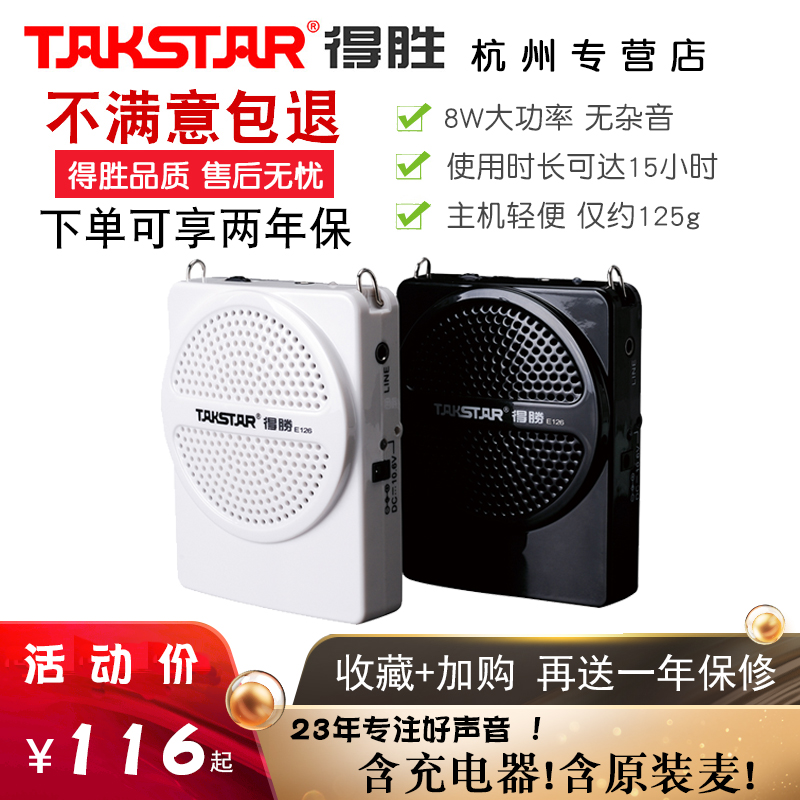 TAKSTAR®得胜 杭州专营店
不满意包退
得胜品质 售后无忧
下单可享两年保
8W大功率 无杂音
使用时长可达15小时
主机轻便 仅约125g
LINE
TAKSTAR®得勝 E126
DC 10.6V
LINE
TAKSTAR®得勝 E126
活动价
¥116起
收藏+加购 再送一年保修
23年专注好声音！
含充电器!含原装麦!